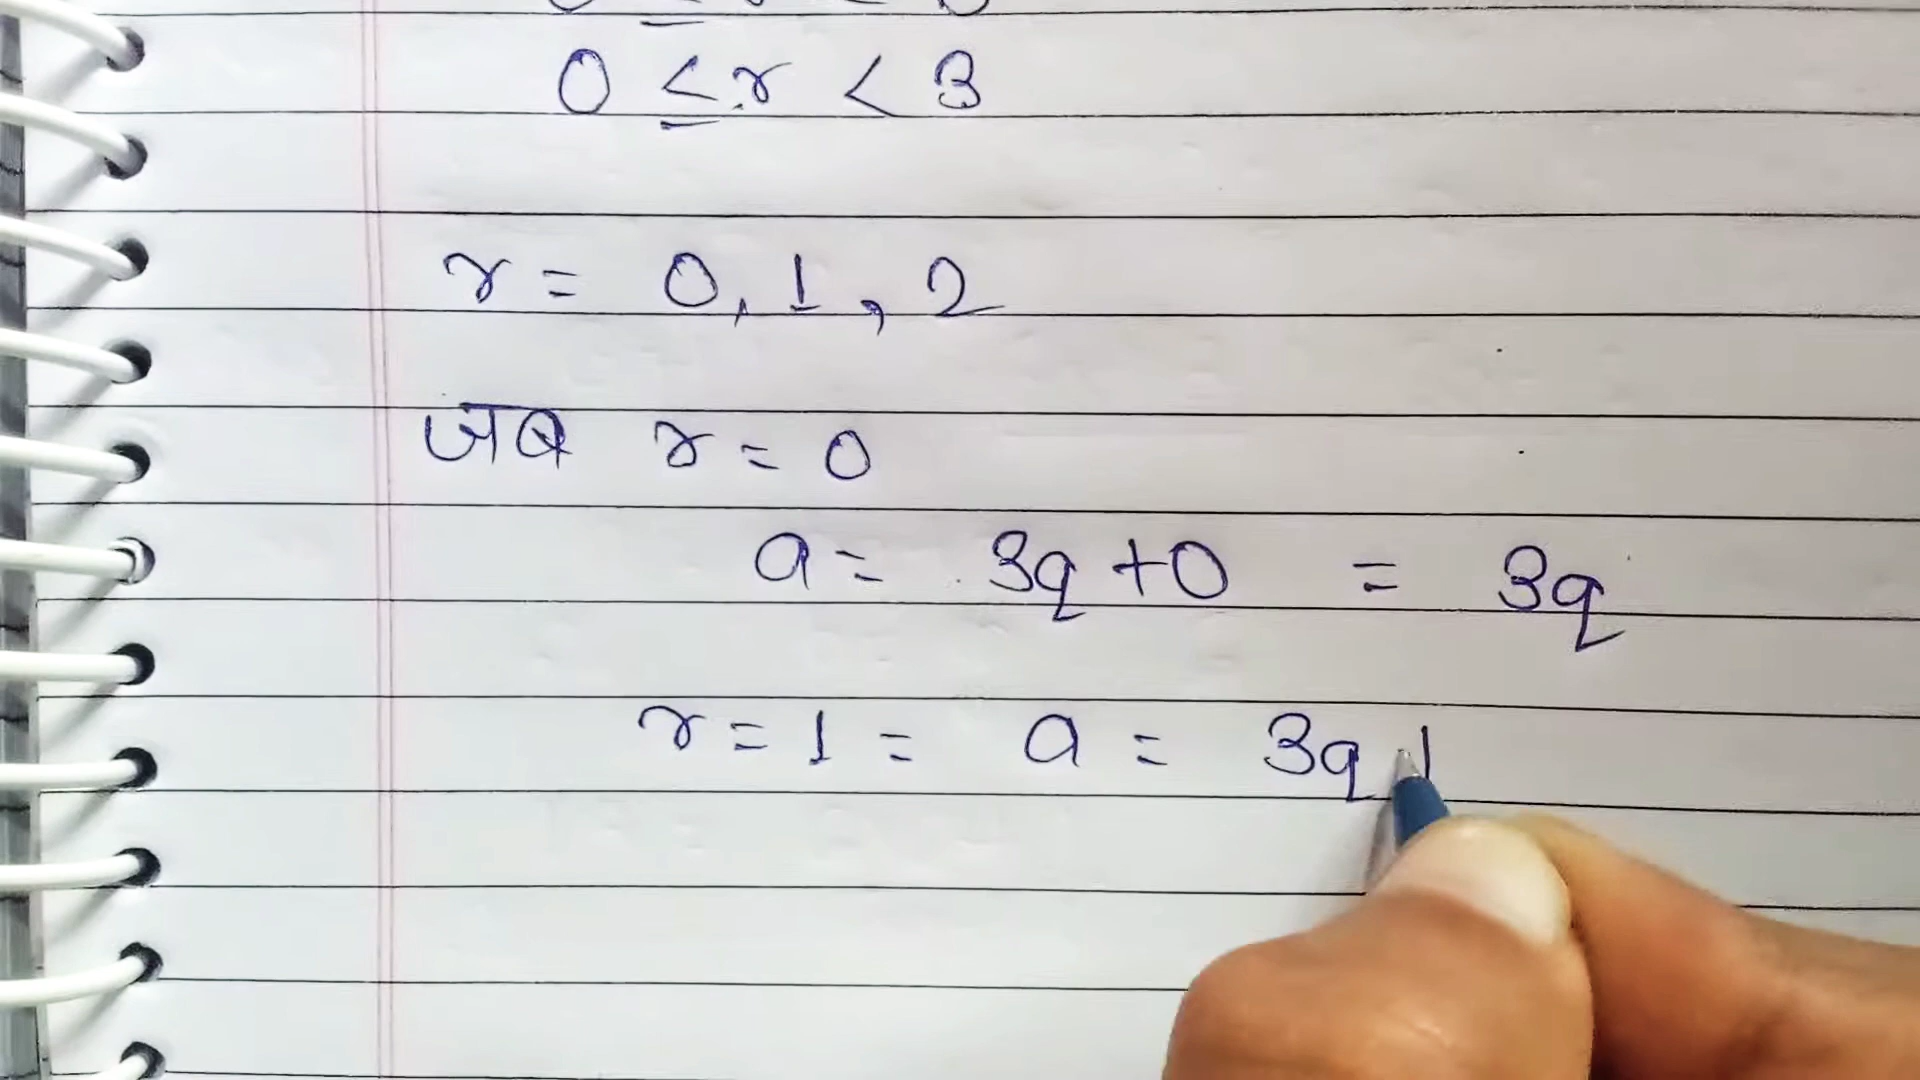 0 ≤ r < 3
r = 0, 1, 2
जब r = 0
a = 3q + 0 = 3q
r = 1 = a = 3q